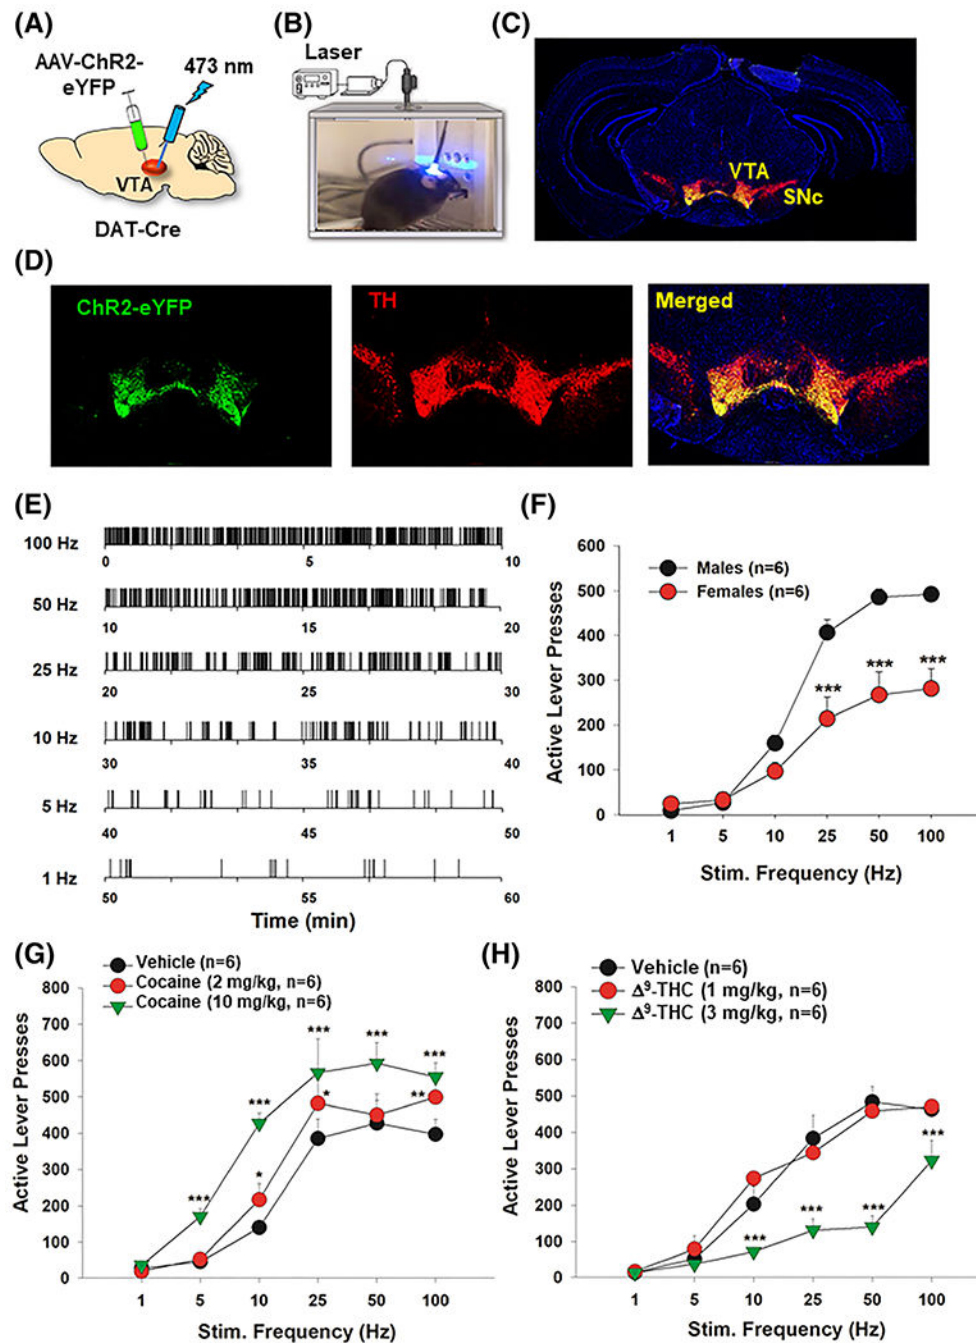 (A)
AAV-ChR2-
eYFP
473 nm
VTA
DAT-Cre
(B)
Laser
(C)
VTA
SNc
(D)
ChR2-eYFP
TH
Merged
(E)
100 Hz
0 5 10
50 Hz
10 15 20
25 Hz
20 25 30
10 Hz
30 35 40
5 Hz
40 45 50
1 Hz
50 55 60
Time (min)
(F)
Active Lever Presses
600
500
400
300
200
100
0
Males (n=6)
Females (n=6)
*** *** ***
1 5 10 25 50 100
Stim. Frequency (Hz)
(G)
Vehicle (n=6)
Cocaine (2 mg/kg, n=6)
Cocaine (10 mg/kg, n=6)
Active Lever Presses
800
700
600
500
400
300
200
100
0
*** *** ***
***
* **
***
*
1 5 10 25 50 100
Stim. Frequency (Hz)
(H)
Vehicle (n=6)
Δ⁹-THC (1 mg/kg, n=6)
Δ⁹-THC (3 mg/kg, n=6)
Active Lever Presses
800
700
600
500
400
300
200
100
0
***
*** *** ***
1 5 10 25 50 100
Stim. Frequency (Hz)